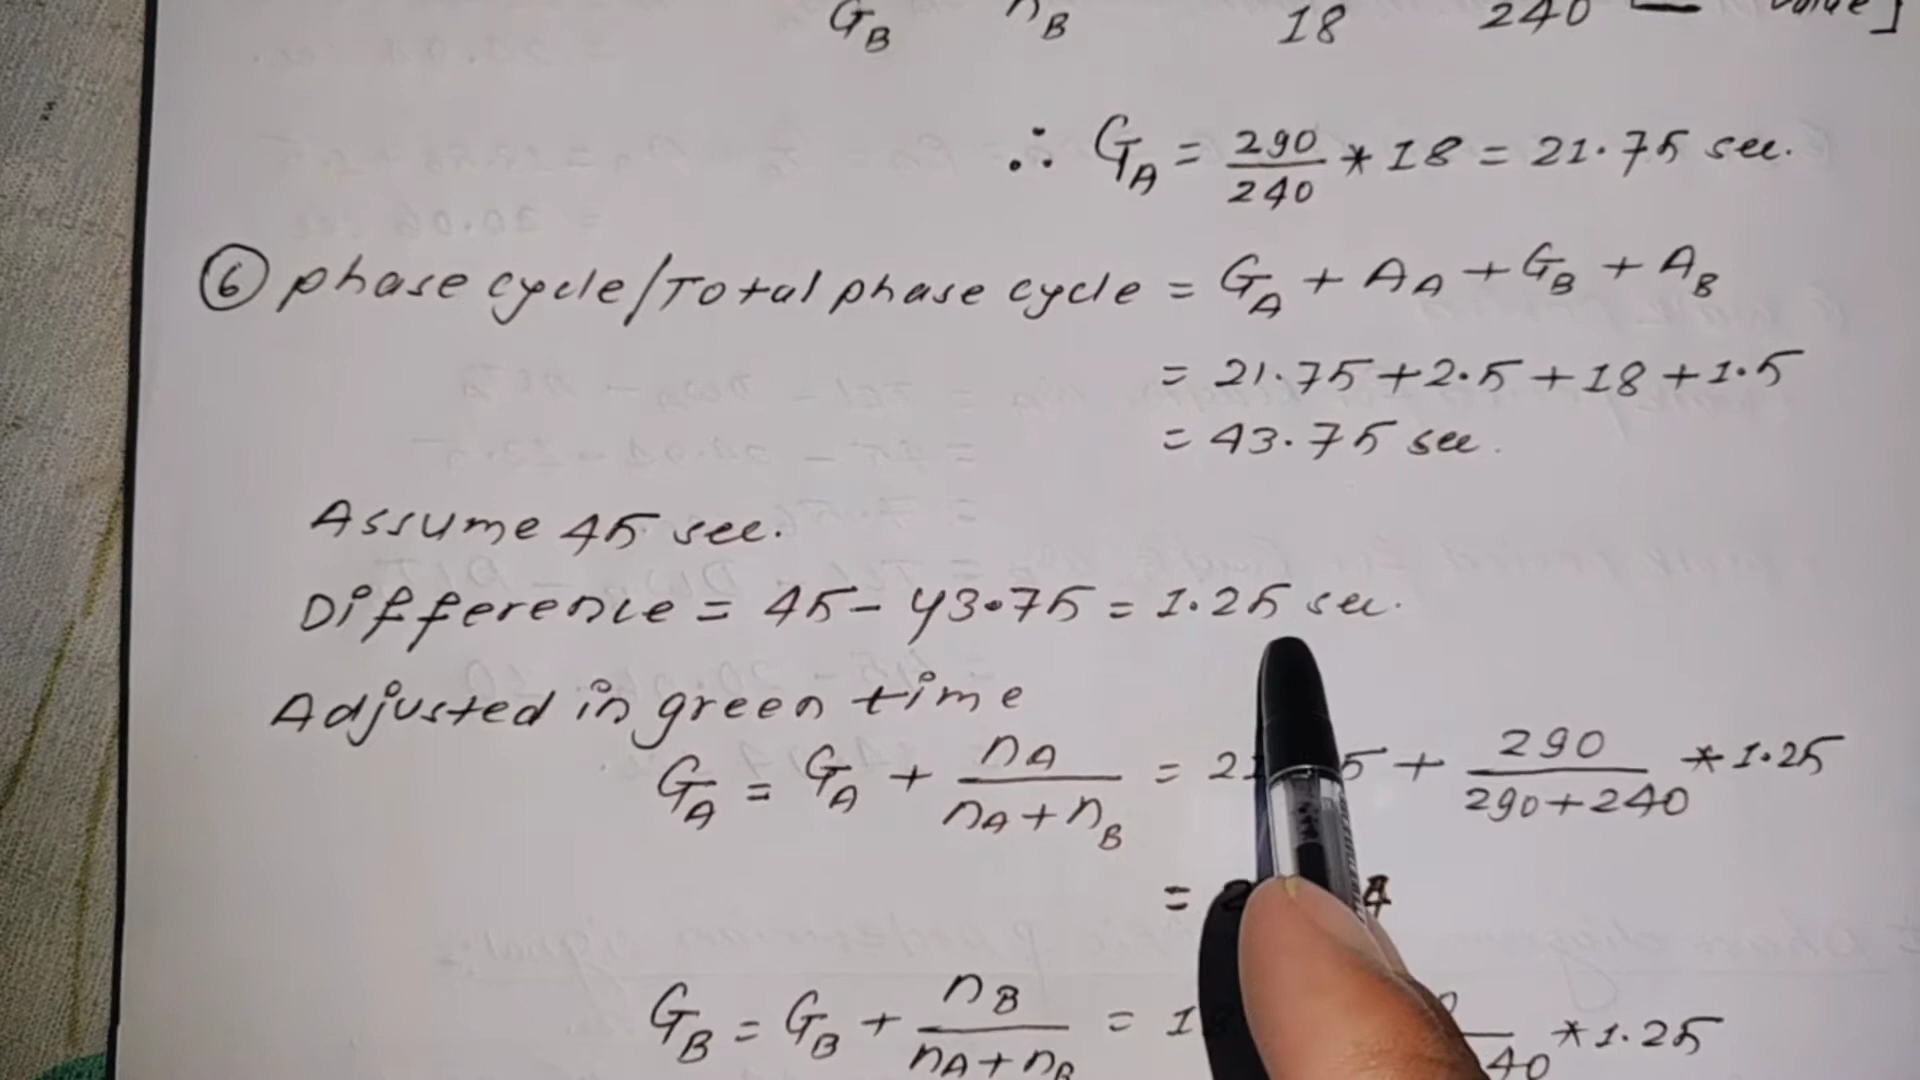 G_B n_B 18 240 value]
∴ G_A = 290/240 * 18 = 21.75 sec.
⑥ phase cycle/Total phase cycle = G_A + A_A + G_B + A_B
= 21.75 + 2.5 + 18 + 1.5
= 43.75 sec.
Assume 45 sec.
Difference = 45 - 43.75 = 1.25 sec.
Adjusted in green time
G_A = G_A + n_A/(n_A + n_B) = 2 5 + 290/(290+240) * 1.25
= 4
G_B = G_B + n_B/(n_A + n_B) = 1 40 * 1.25